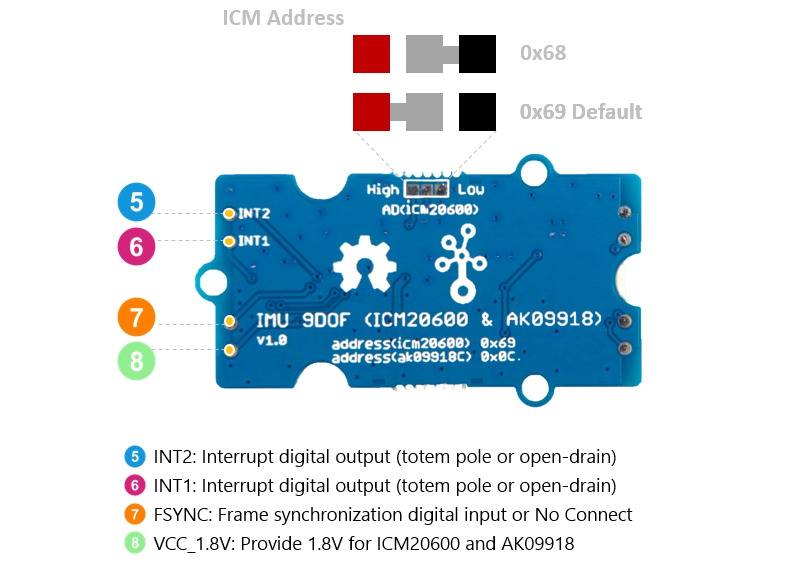 ICM Address
0x68
0x69 Default
High Low
AD(icm20600)
5 INT2
6 INT1
7 IMU 9DOF (ICM20600 & AK09918)
v1.0
8 address(icm20600) 0x69
address(ak09918C) 0x0C
5 INT2: Interrupt digital output (totem pole or open-drain)
6 INT1: Interrupt digital output (totem pole or open-drain)
7 FSYNC: Frame synchronization digital input or No Connect
8 VCC_1.8V: Provide 1.8V for ICM20600 and AK09918